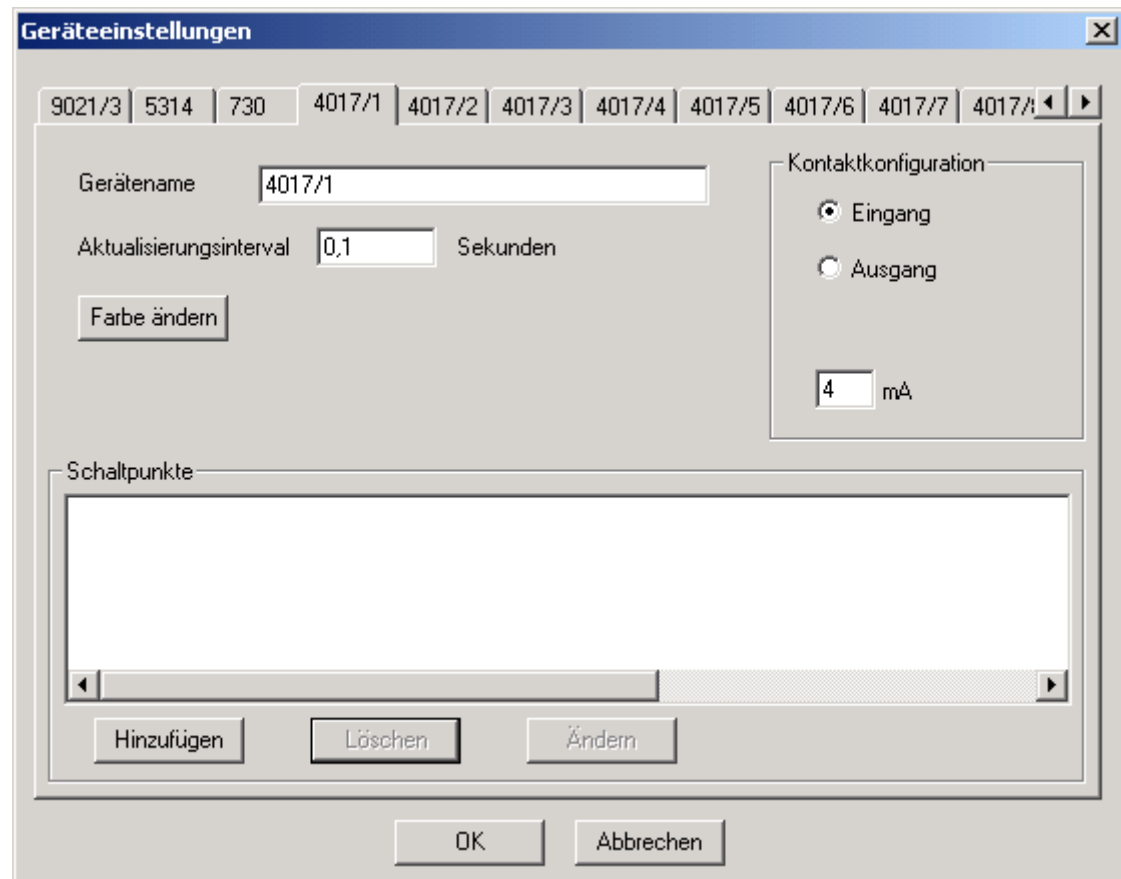 Geräteeinstellungen
9021/3 5314 730 4017/1 4017/2 4017/3 4017/4 4017/5 4017/6 4017/7
Gerätename 4017/1
Aktualisierungsinterval 0,1 Sekunden
Farbe ändern
Kontaktkonfiguration
Eingang
Ausgang
4 mA
Schaltpunkte
Hinzufügen Löschen Ändern
OK Abbrechen